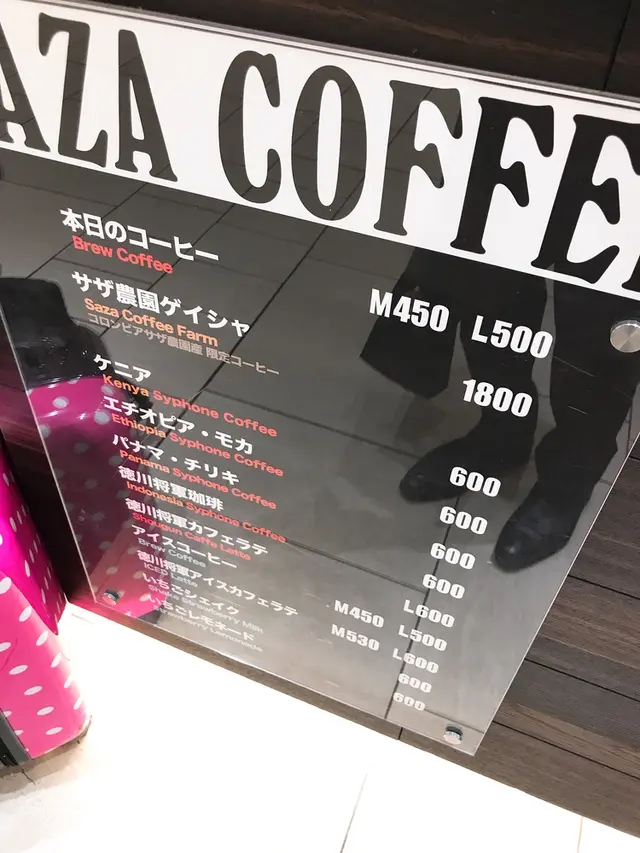 AZA COFFEE
本日のコーヒー
Brew Coffee
M450 L500
サザ農園ゲイシャ
Saza Coffee Farm
コロンビアサザ農園産 限定コーヒー
1800
ケニア
Kenya Syphone Coffee
600
エチオピア・モカ
Ethiopia Syphone Coffee
600
パナマ・チリキ
Panama Syphone Coffee
600
徳川将軍珈琲
Indonesia Syphone Coffee
600
徳川将軍カフェラテ
Shougun Caffe Latte
L600
アイスコーヒー
Brew Coffee
M450 L500
徳川将軍アイスカフェラテ
ICED Latte
M530 L600
いちごシェイク
Shake Strawberry Milk
600
いちごレモネード
Strawberry Lemonade
600